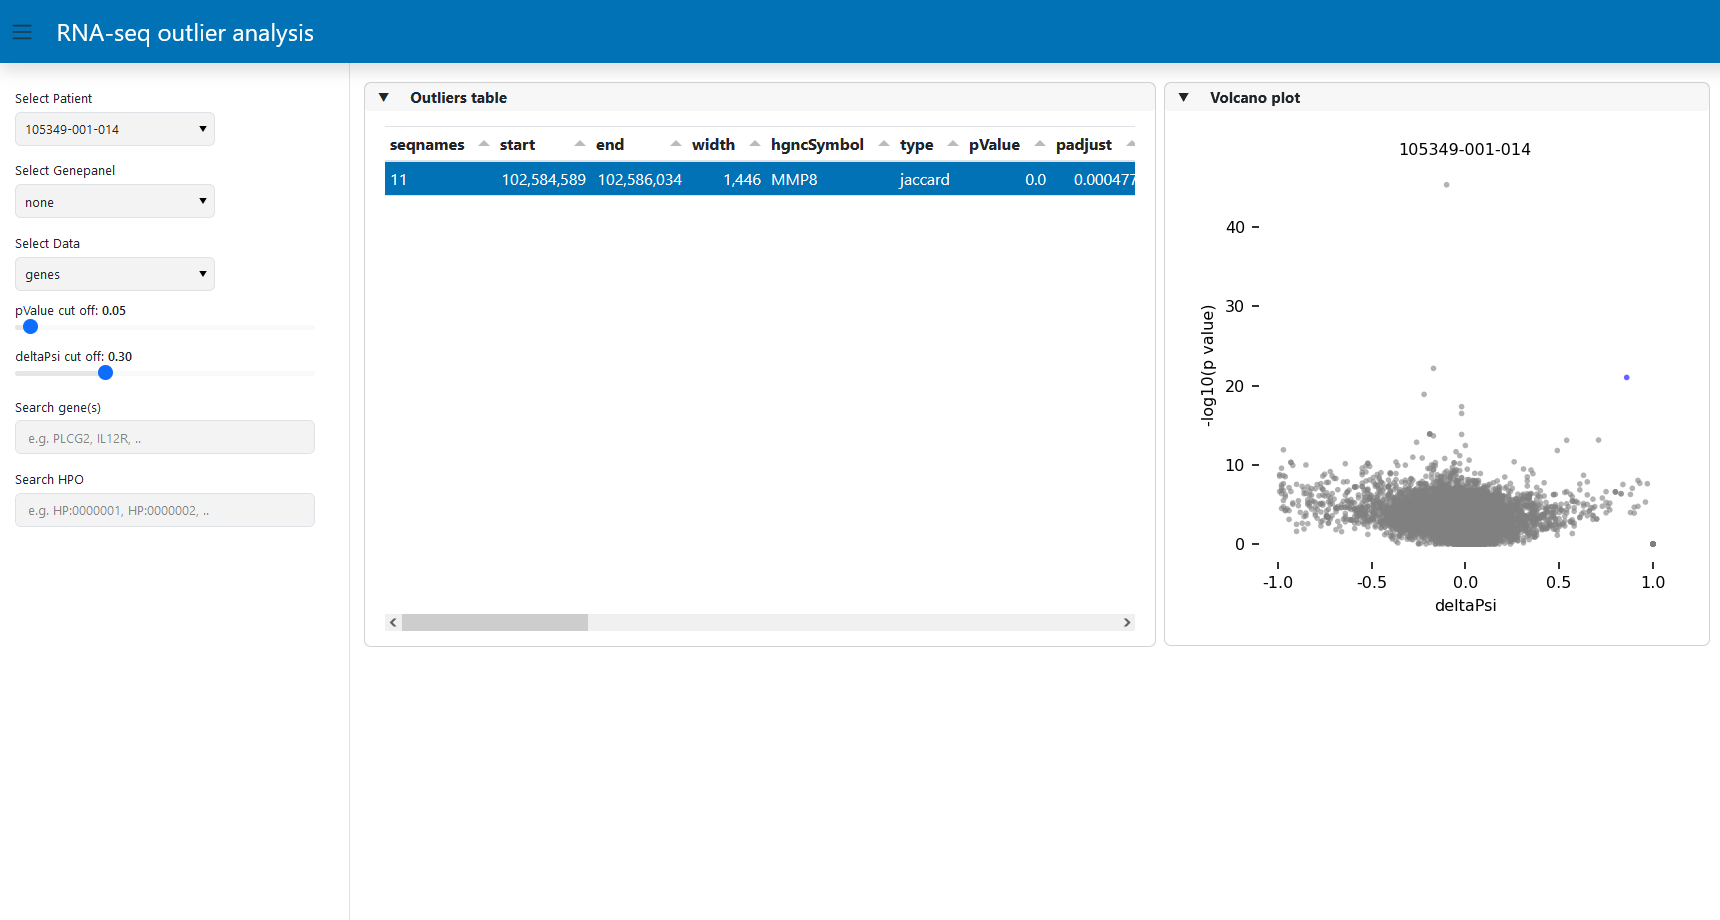 RNA-seq outlier analysis
Select Patient
105349-001-014
Select Genepanel
none
Select Data
genes
pValue cut off: 0.05
deltaPsi cut off: 0.30
Search gene(s)
e.g. PLCG2, IL12R, ..
Search HPO
e.g. HP:0000001, HP:0000002, ..
Outliers table
seqnames start end width hgncSymbol type pValue padjust
11 102,584,589 102,586,034 1,446 MMP8 jaccard 0.0 0.000477
Volcano plot
105349-001-014
40
30
20
10
0
-log10(p value)
-1.0 -0.5 0.0 0.5 1.0
deltaPsi